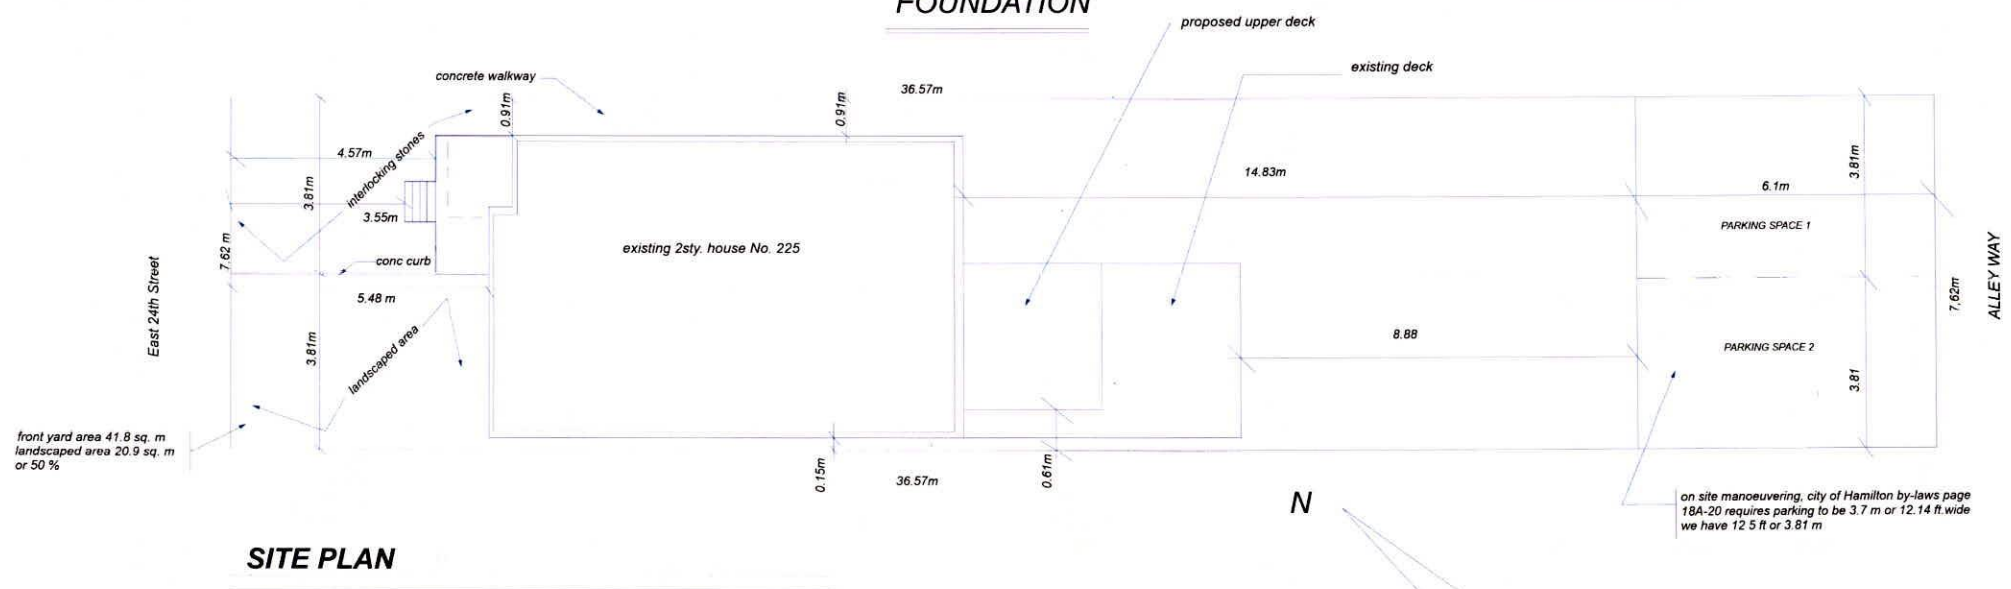 FOUNDATION
proposed upper deck
existing deck
concrete walkway
36.57m
0.91m
0.91m
interlocking stones
4.57m
3.81m
3.55m
7.62 m
conc curb
5.48 m
East 24th Street
3.81m
landscaped area
existing 2sty. house No. 225
14.83m
3.81m
6.1m
PARKING SPACE 1
8.88
PARKING SPACE 2
3.81
7.62m
ALLEY WAY
front yard area 41.8 sq. m
landscaped area 20.9 sq. m
or 50 %
0.15m
36.57m
0.61m
N
on site manoeuvering, city of Hamilton by-laws page
18A-20 requires parking to be 3.7 m or 12.14 ft.wide
we have 12 5 ft or 3.81 m
SITE PLAN